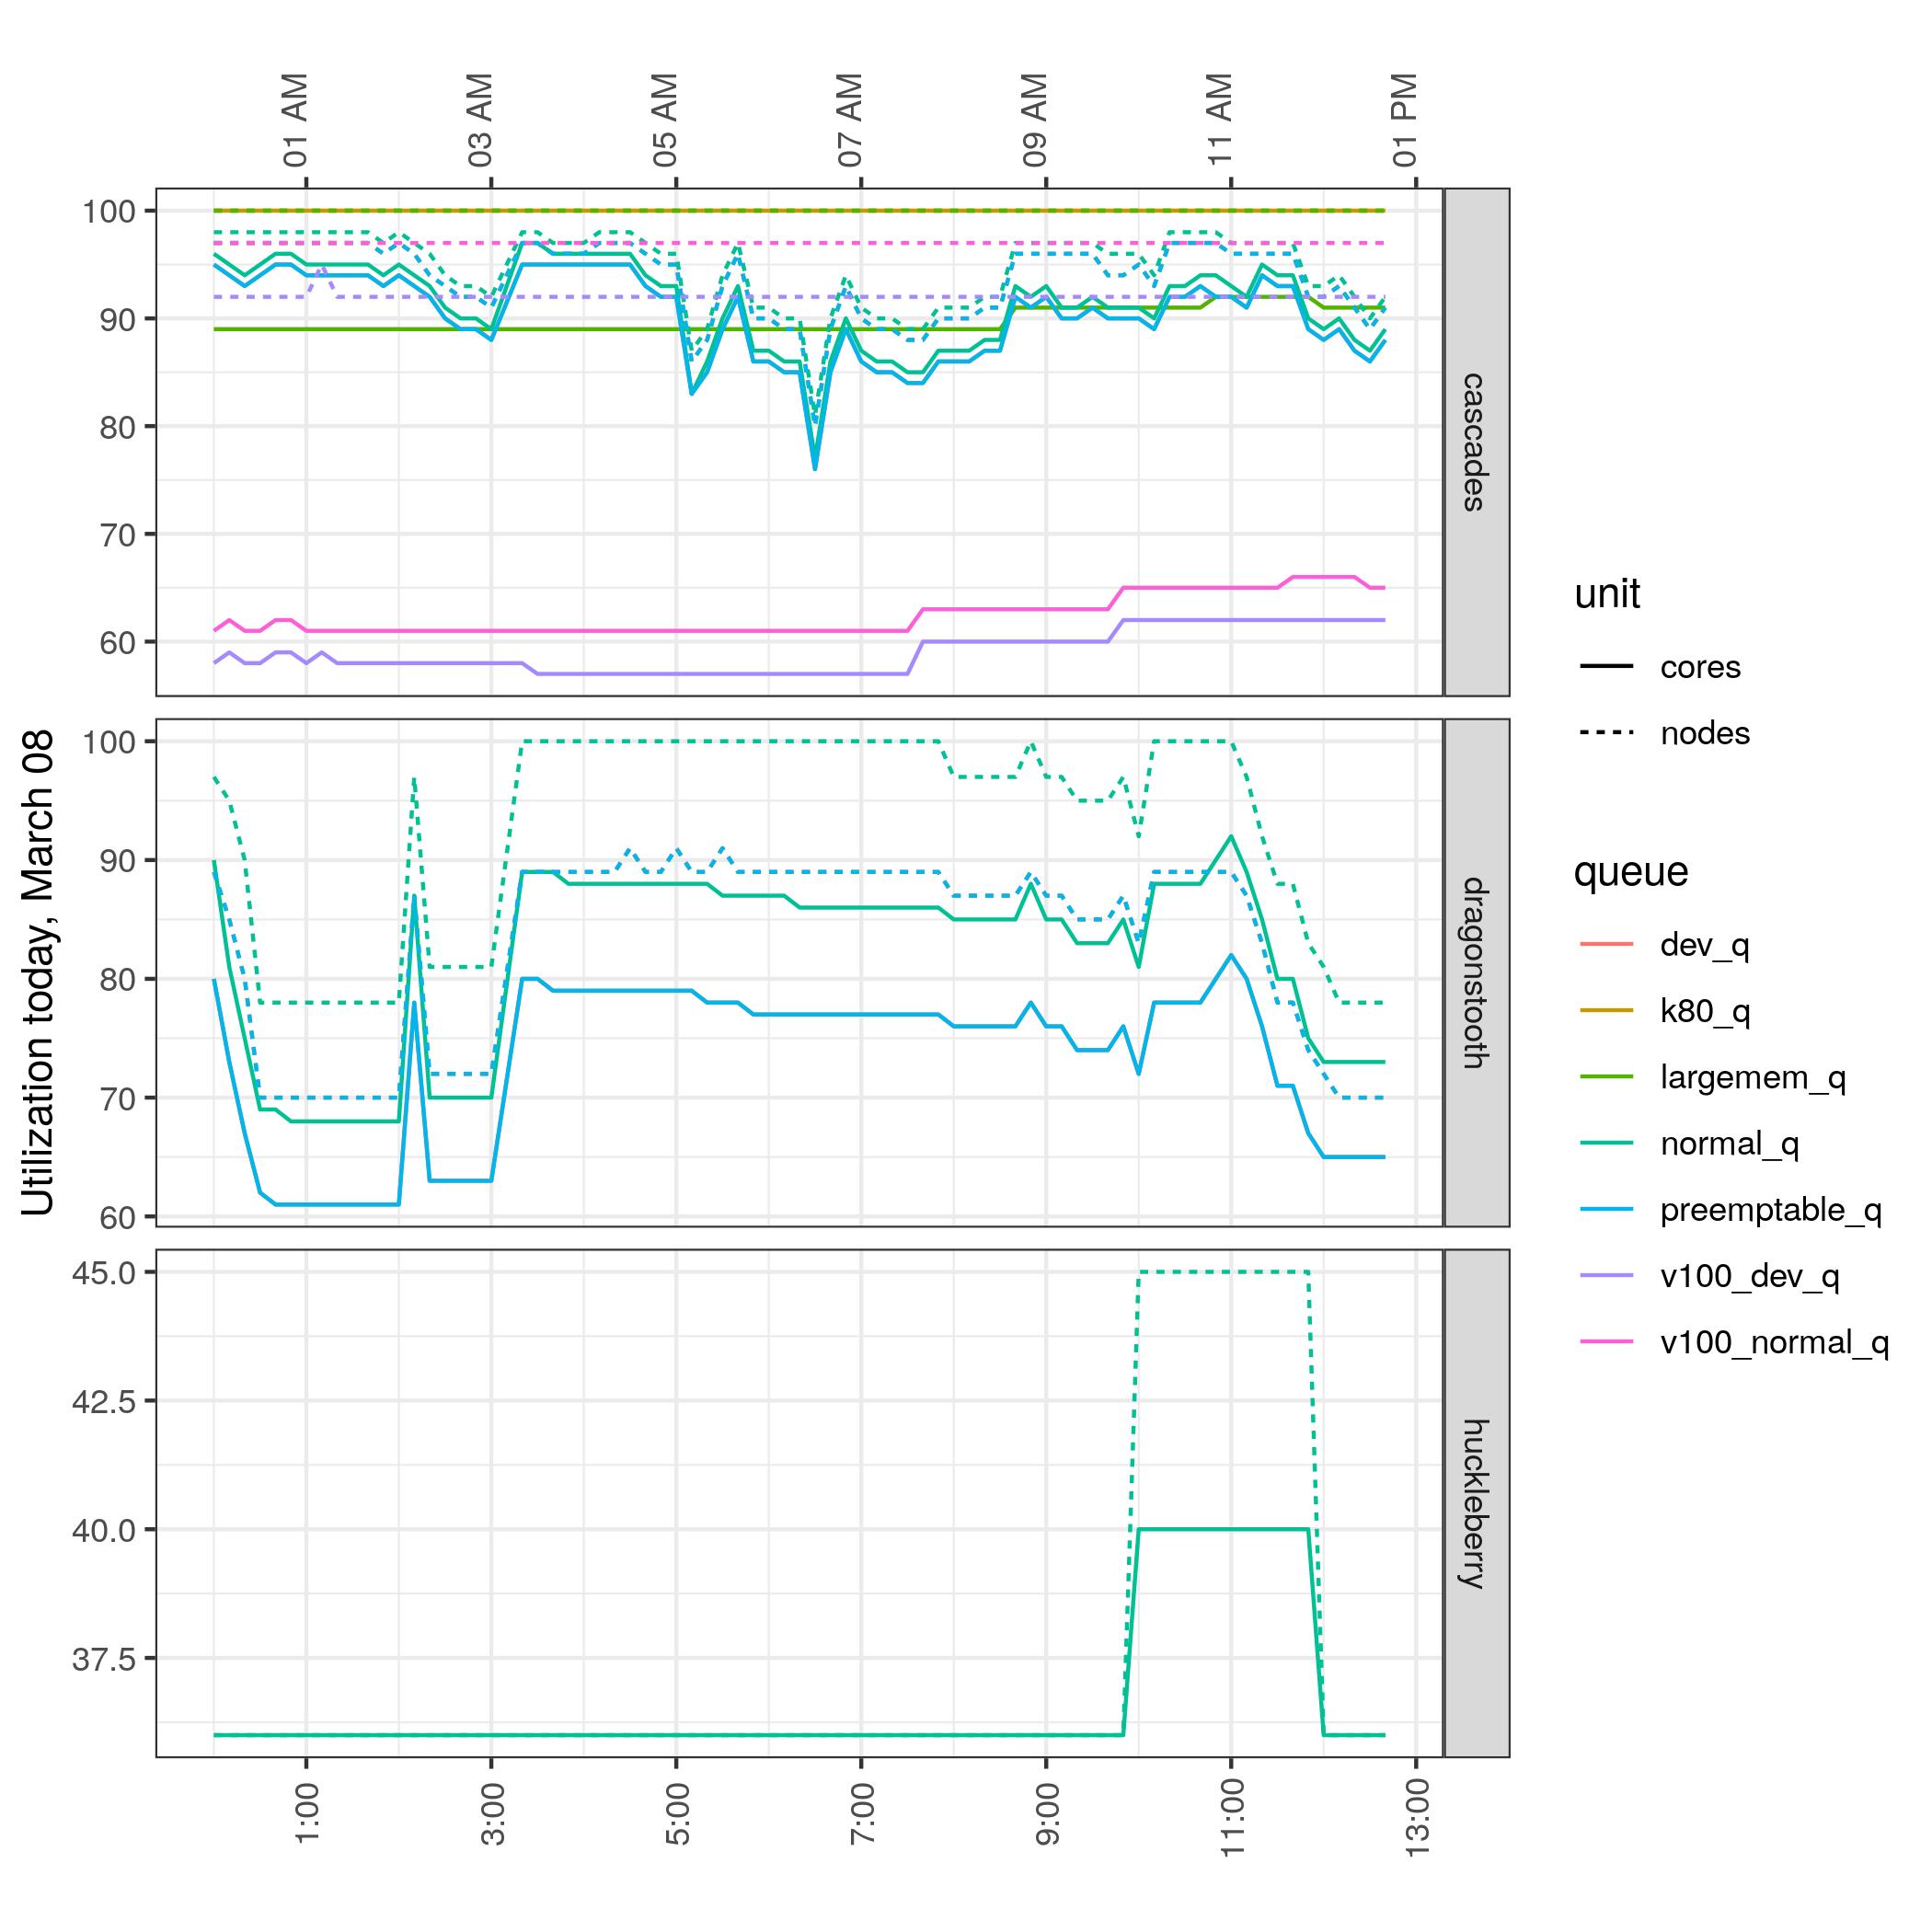 01 AM
03 AM
05 AM
07 AM
09 AM
11 AM
01 PM
Utilization today, March 08
100
90
80
70
60
cascades
100
90
80
70
60
dragonstooth
45.0
42.5
40.0
37.5
huckleberry
1:00
3:00
5:00
7:00
9:00
11:00
13:00
unit
cores
nodes
queue
dev_q
k80_q
largemem_q
normal_q
preemptable_q
v100_dev_q
v100_normal_q